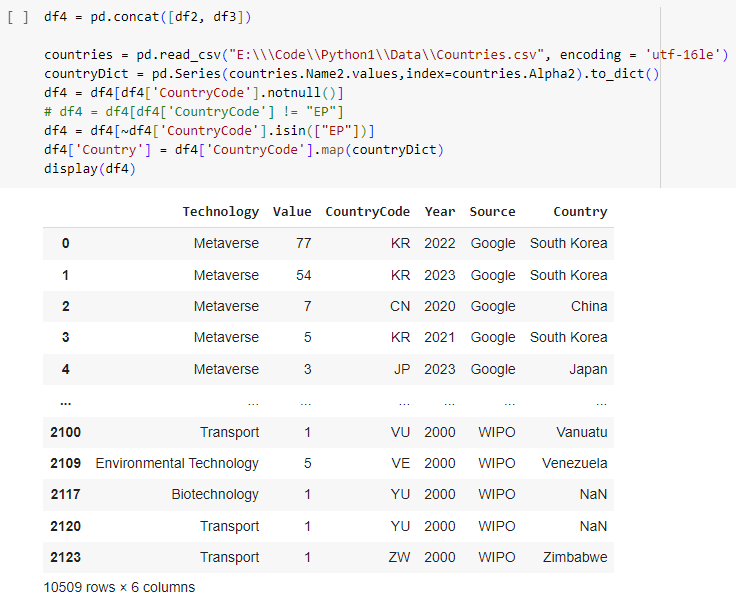 [ ] df4 = pd.concat([df2, df3])
countries = pd.read_csv("E:\\\Code\\Python1\\Data\\Countries.csv", encoding = 'utf-16le')
countryDict = pd.Series(countries.Name2.values,index=countries.Alpha2).to_dict()
df4 = df4[df4['CountryCode'].notnull()]
# df4 = df4[df4['CountryCode'] != "EP"]
df4 = df4[~df4['CountryCode'].isin(["EP"])]
df4['Country'] = df4['CountryCode'].map(countryDict)
display(df4)
Technology Value CountryCode Year Source Country
0 Metaverse 77 KR 2022 Google South Korea
1 Metaverse 54 KR 2023 Google South Korea
2 Metaverse 7 CN 2020 Google China
3 Metaverse 5 KR 2021 Google South Korea
4 Metaverse 3 JP 2023 Google Japan
... ... ... ... ... ... ...
2100 Transport 1 VU 2000 WIPO Vanuatu
2109 Environmental Technology 5 VE 2000 WIPO Venezuela
2117 Biotechnology 1 YU 2000 WIPO NaN
2120 Transport 1 YU 2000 WIPO NaN
2123 Transport 1 ZW 2000 WIPO Zimbabwe
10509 rows × 6 columns